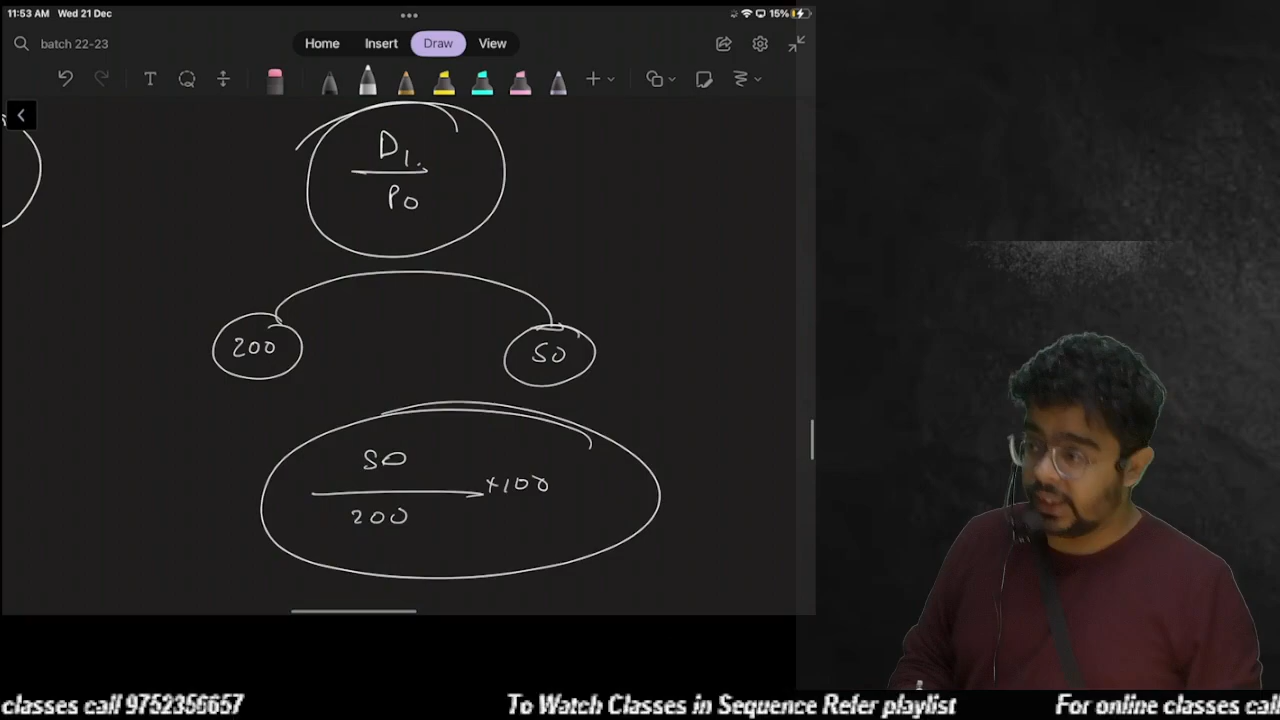 11:53 AM Wed 21 Dec
15%
batch 22-23
Home Insert Draw View
D1.
P0
200
50
50
200
×100
classes call 9752356657 To Watch Classes in Sequence Refer playlist For online classes call